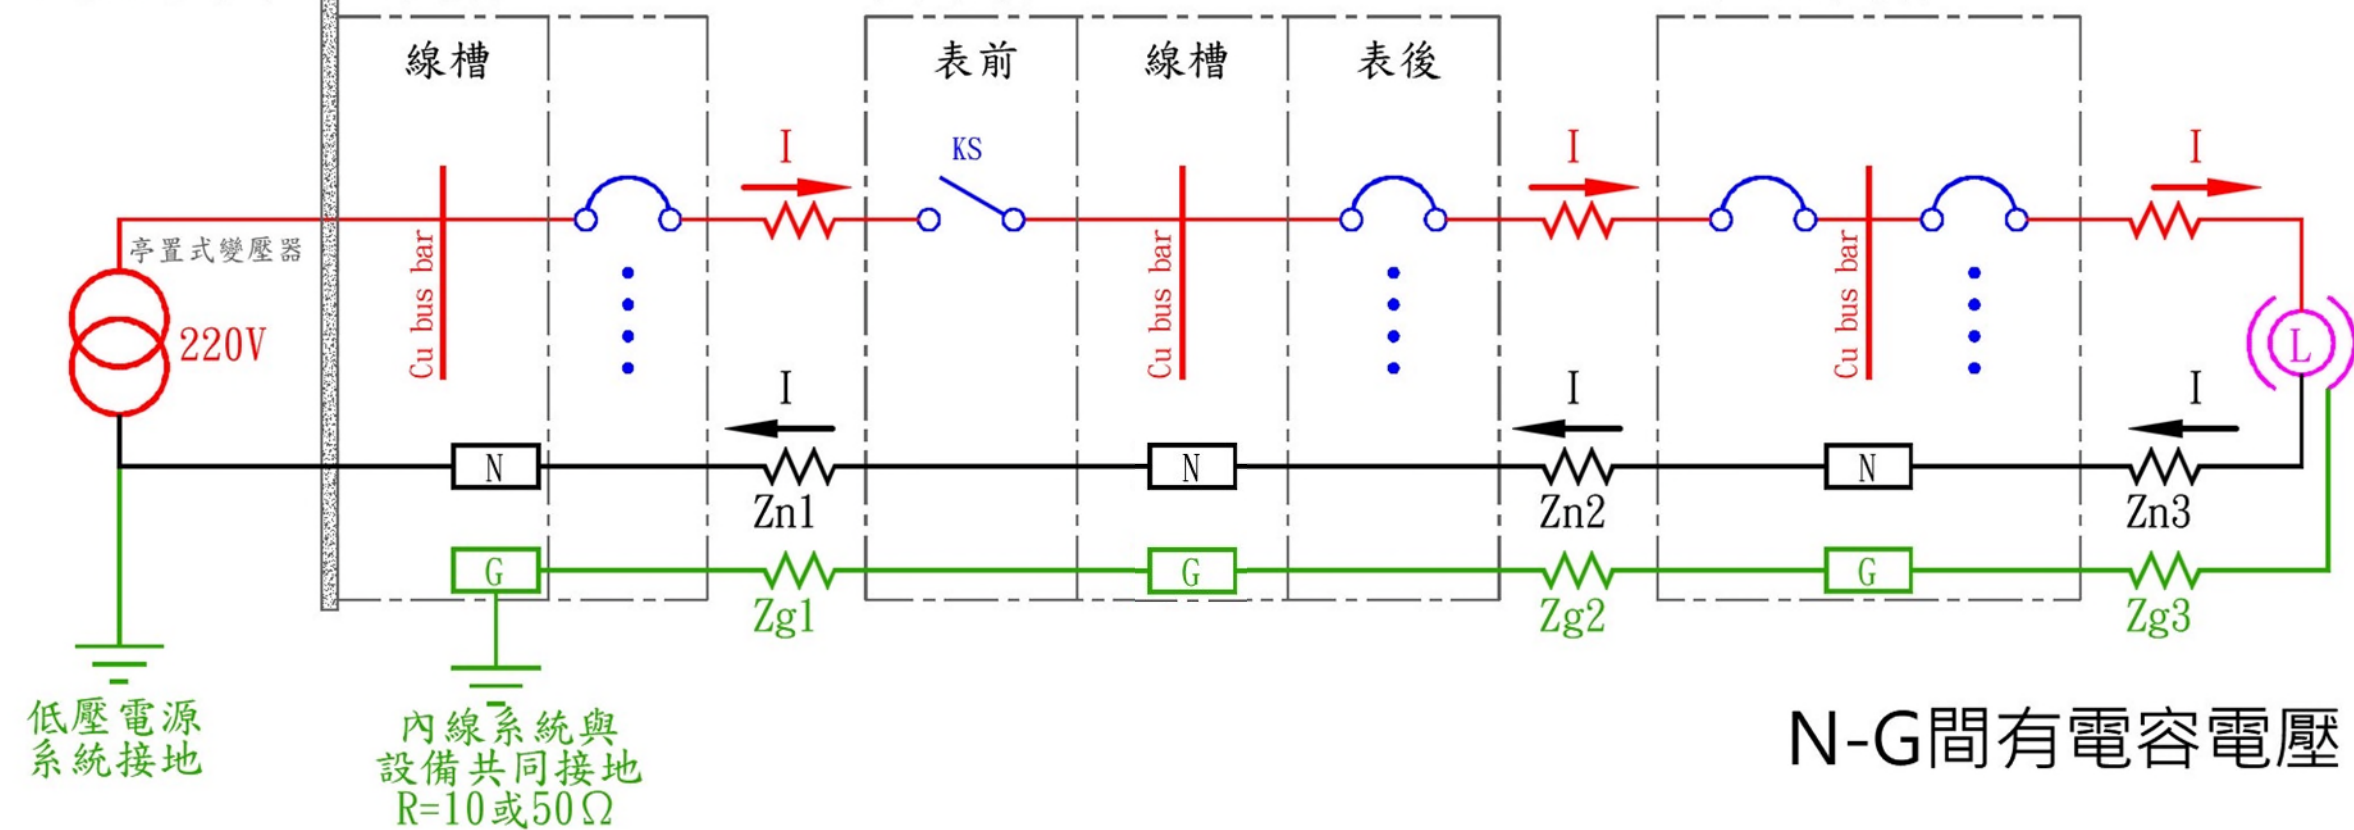 線槽
表前
線槽
表後
I
KS
I
I
亭置式變壓器
220V
Cu bus bar
Cu bus bar
Cu bus bar
L
I
I
I
N
N
N
Zn1
Zn2
Zn3
G
G
G
Zg1
Zg2
Zg3
低壓電源
系統接地
內線系統與
設備共同接地
R=10或50Ω
N-G間有電容電壓